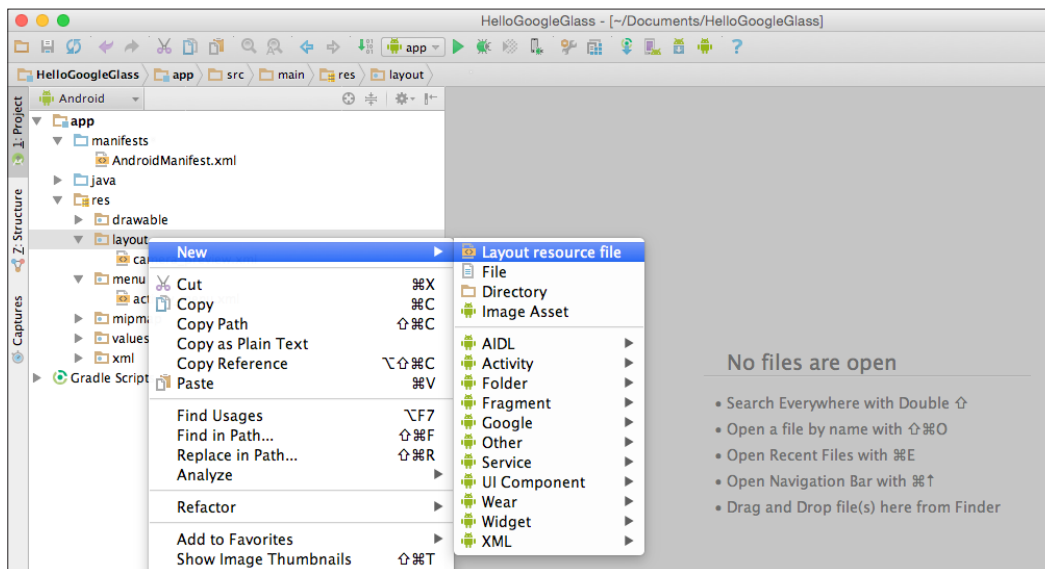 HelloGoogleGlass - [~/Documents/HelloGoogleGlass]
app
?
HelloGoogleGlass
app
src
main
res
layout
1: Project
Z: Structure
Captures
Android
app
manifests
AndroidManifest.xml
java
res
drawable
layout
menu
values
xml
New
Cut ⌘X
Copy ⌘C
Copy Path ⇧⌘C
Copy as Plain Text
Copy Reference ⌥⇧⌘C
Paste ⌘V
Find Usages ⌥F7
Find in Path... ⇧⌘F
Replace in Path... ⇧⌘R
Analyze
Refactor
Add to Favorites
Show Image Thumbnails ⇧⌘T
Layout resource file
File
Directory
Image Asset
AIDL
Activity
Folder
Fragment
Google
Other
Service
UI Component
Wear
Widget
XML
No files are open
• Search Everywhere with Double ⇧
• Open a file by name with ⇧⌘O
• Open Recent Files with ⌘E
• Open Navigation Bar with ⌘↑
• Drag and Drop file(s) here from Finder